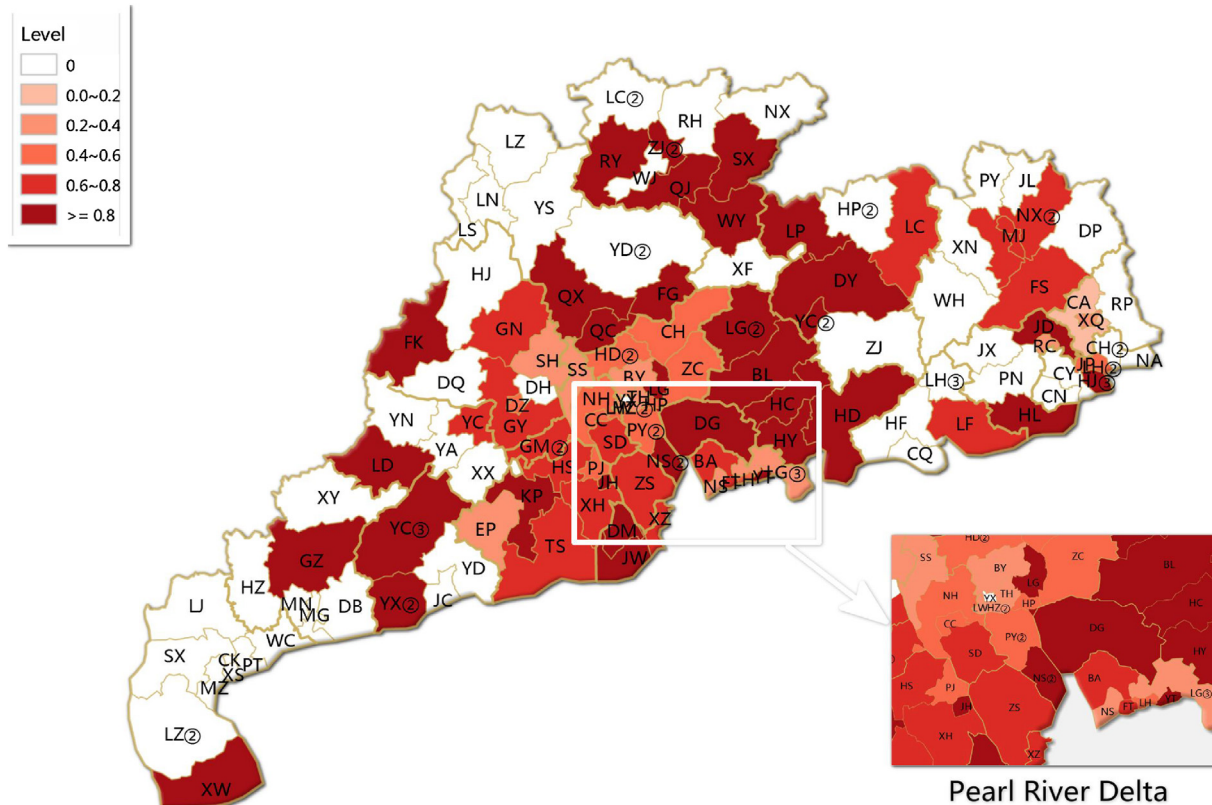 Level
0
0.0~0.2
0.2~0.4
0.4~0.6
0.6~0.8
>= 0.8
LC②
RH
NX
LZ
RY
ZJ②
SX
WJ
QJ
PY
JL
LN
YS
HP②
LC
NX②
LS
WY
LP
MJ
XN
DP
YD②
HJ
XF
DY
FS
QX
FG
WH
CA
RP
FK
GN
QC
CH
LG②
YC②
JD
XQ
SH
HD②
RC
CH②
SS
BY
ZC
BL
ZJ
JX
NA
DQ
DH
LG
LH③
PN
CY
HJ③
YN
DZ
NH
HC
HD
CN
YC
GY
CC
PY②
DG
HF
LF
HL
YA
GM②
SD
HY
CQ
LD
XX
HS
PJ
NS②
BA
LG③
XY
KP
JH
ZS
NS
YC③
EP
XH
XZ
GZ
TS
DM
JW
HZ
YD
LJ
MN
MG
DB
YX②
JC
WC
SX
CK
PT
XS
MZ
LZ②
XW
HD②
SS
BY
ZC
BL
LG
NH
YX
TH
HP
HC
LW
HZ②
CC
PY②
DG
SD
HY
NS②
BA
HS
PJ
LG③
JH
ZS
NS
FT
LH
YT
XH
XZ
Pearl River Delta